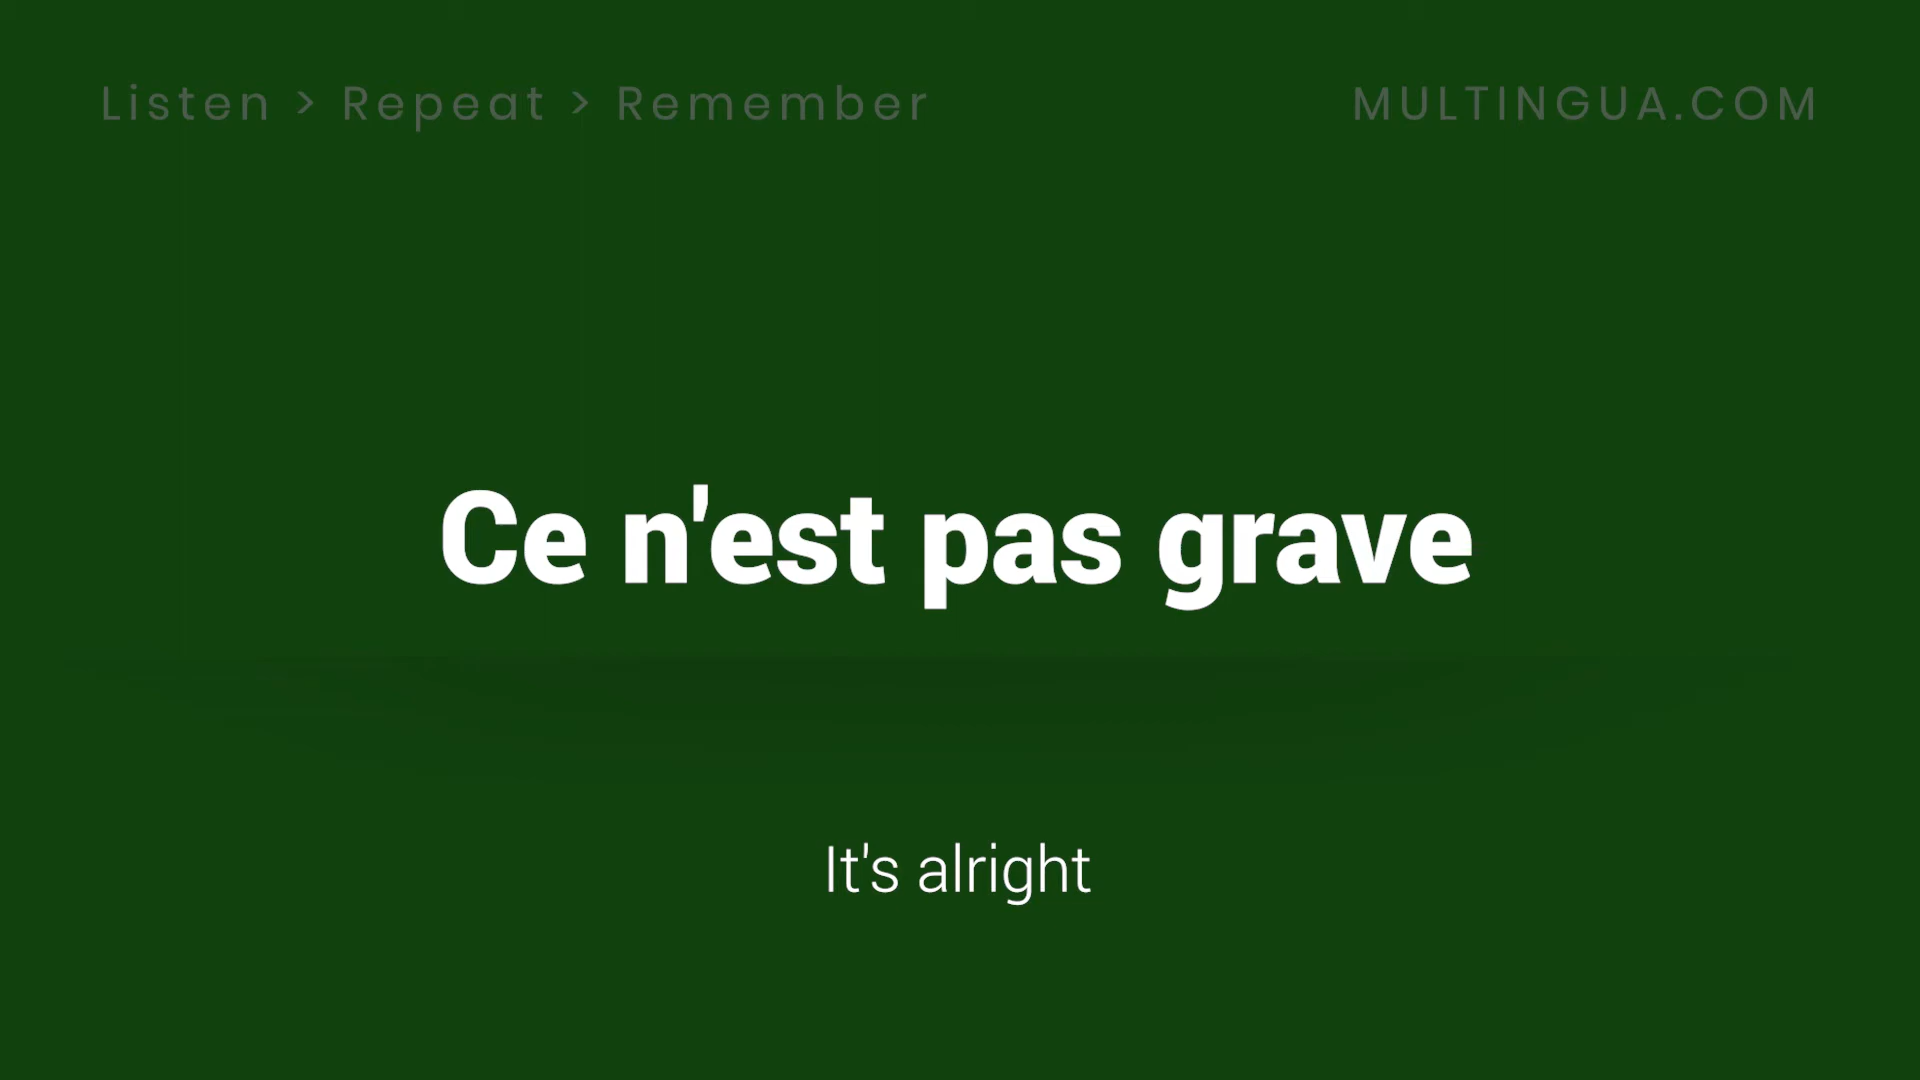 Listen > Repeat > Remember
MULTINGUA.COM
Ce n'est pas grave
It's alright